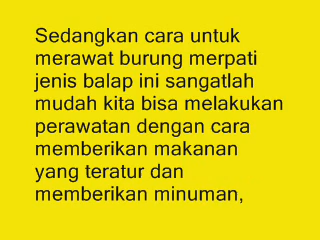 Sedangkan cara untuk
merawat burung merpati
jenis balap ini sangatlah
mudah kita bisa melakukan
perawatan dengan cara
memberikan makanan
yang teratur dan
memberikan minuman,